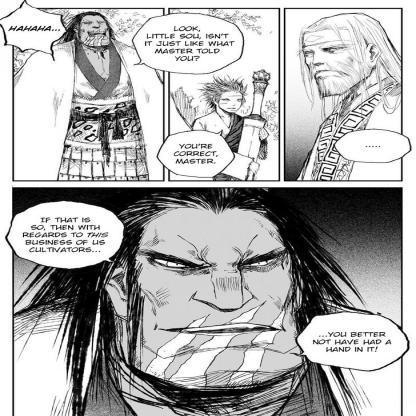 HAHAHA...
LOOK,
LITTLE SOU, ISN'T
IT JUST LIKE WHAT
MASTER TOLD
YOU?
YOU'RE
CORRECT,
MASTER.
.....
IF THAT IS
SO, THEN WITH
REGARDS TO THIS
BUSINESS OF US
CULTIVATORS...
...YOU BETTER
NOT HAVE HAD A
HAND IN IT!